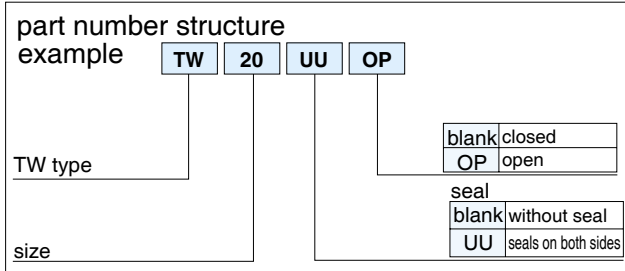 part number structure
example TW 20 UU OP
blank closed
OP open
TW type
seal
blank without seal
UU seals on both sides
size